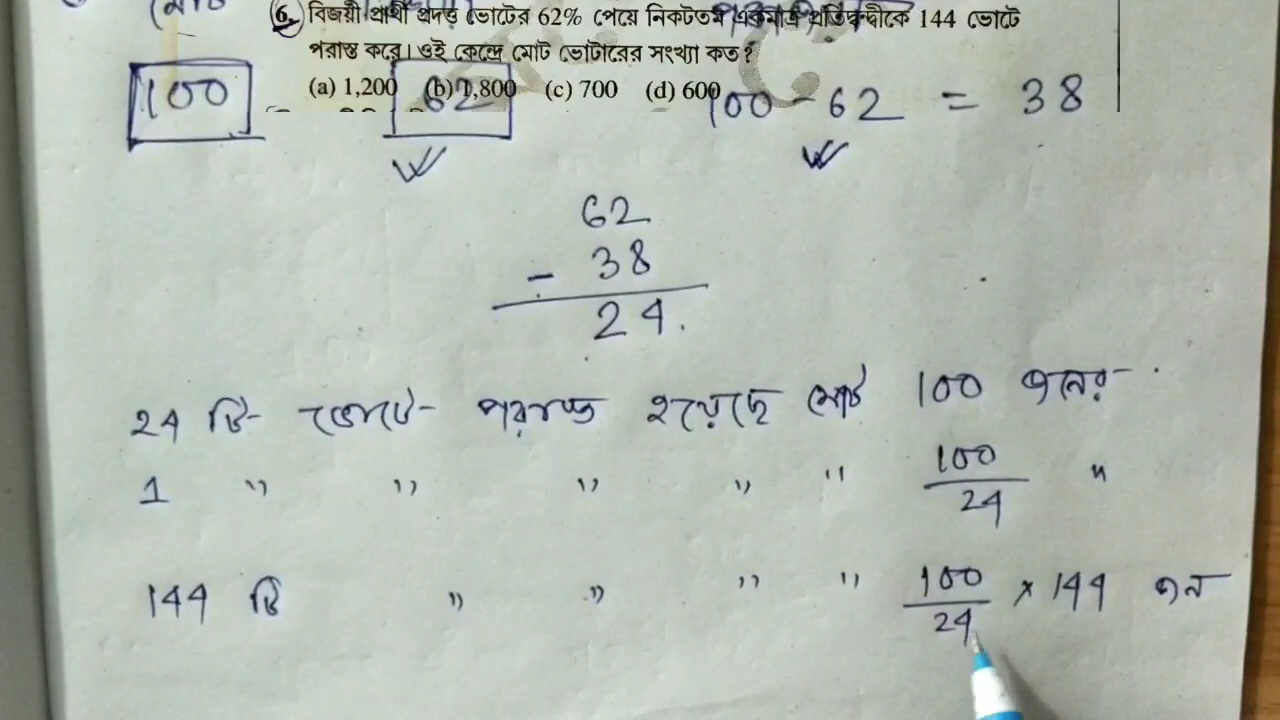 মোট
6. বিজয়ী প্রার্থী প্রদত্ত ভোটের 62% পেয়ে নিকটতম একমাত্র প্রতিদ্বন্দ্বীকে 144 ভোটে
পরাস্ত করে। ওই কেন্দ্রে মোট ভোটারের সংখ্যা কত?
(a) 1,200 (b) 1,800 (c) 700 (d) 600
100 62 100 - 62 = 38
62
- 38
24.
24 টি ভোটে পরাস্ত হয়েছে মোট 100 জনের
1 " " " " " 100/24 "
144 টি " " " " 100/24 × 144 জন